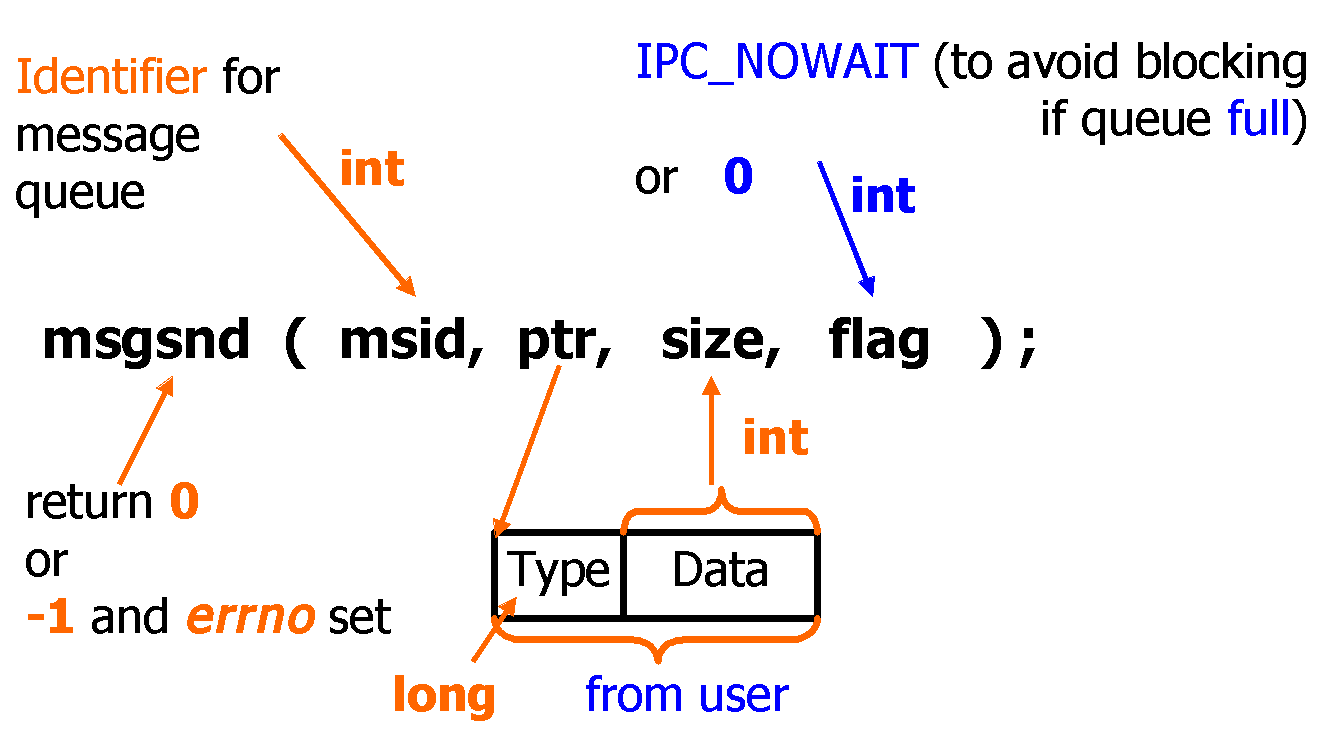 Identifier for
message
queue
int
IPC_NOWAIT (to avoid blocking
if queue full)
or 0
int
msgsnd ( msid, ptr, size, flag ) ;
int
return 0
or
-1 and errno set
Type Data
long
from user